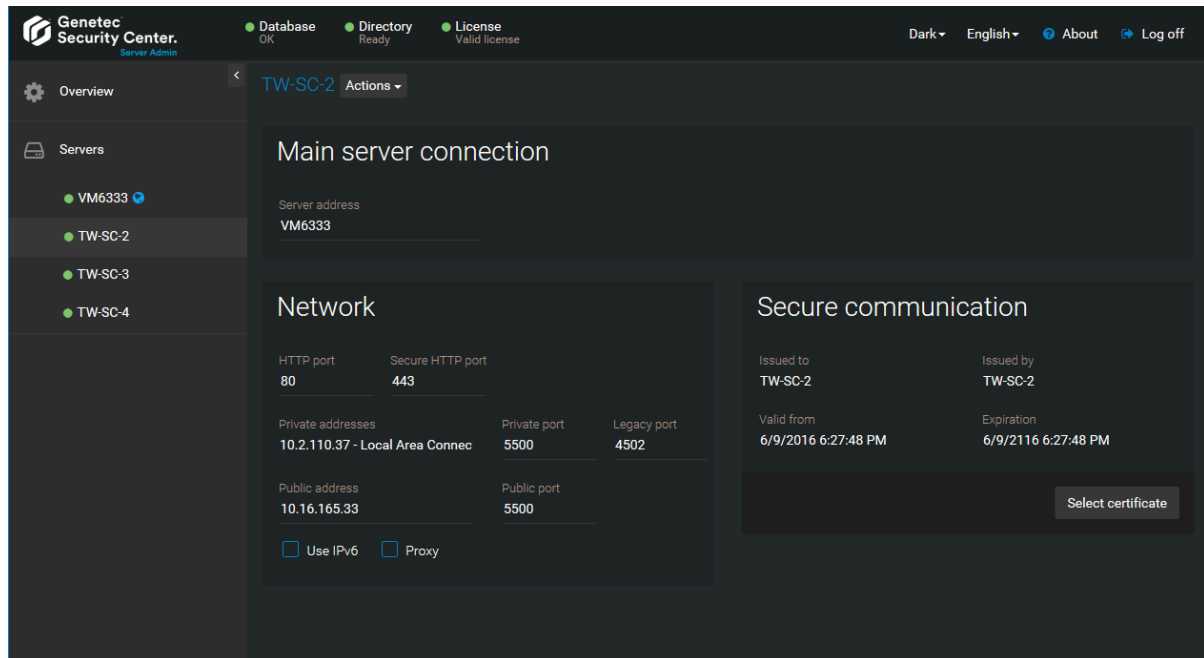 Genetec
Security Center.
Server Admin
Database
OK
Directory
Ready
License
Valid license
Dark
English
About
Log off
Overview
Servers
VM6333
TW-SC-2
TW-SC-3
TW-SC-4
TW-SC-2 Actions
Main server connection
Server address
VM6333
Network
HTTP port Secure HTTP port
80 443
Private addresses Private port Legacy port
10.2.110.37 - Local Area Connec 5500 4502
Public address Public port
10.16.165.33 5500
Use IPv6 Proxy
Secure communication
Issued to Issued by
TW-SC-2 TW-SC-2
Valid from Expiration
6/9/2016 6:27:48 PM 6/9/2116 6:27:48 PM
Select certificate